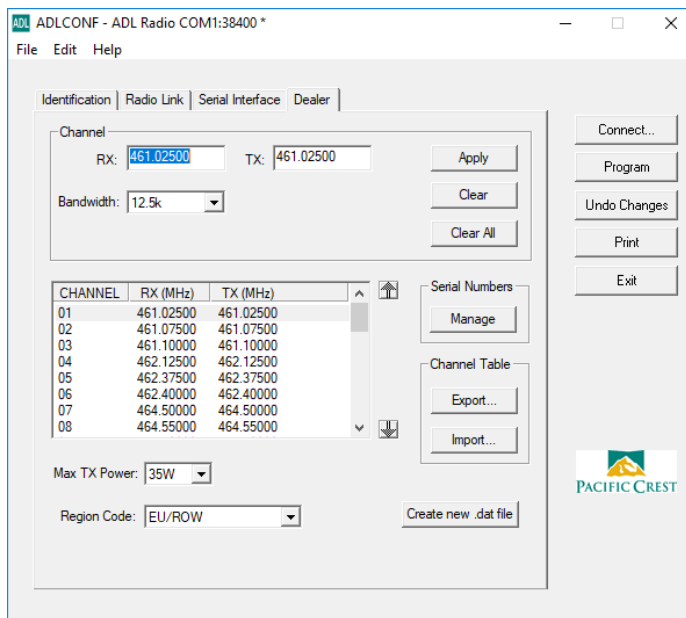 ADL ADLCONF - ADL Radio COM1:38400 *
File Edit Help
Identification Radio Link Serial Interface Dealer
Channel
RX: 461.02500 TX: 461.02500 Apply
Bandwidth: 12.5k Clear
Clear All
Connect...
Program
Undo Changes
Print
Exit
CHANNEL RX (MHz) TX (MHz)
01 461.02500 461.02500
02 461.07500 461.07500
03 461.10000 461.10000
04 462.12500 462.12500
05 462.37500 462.37500
06 462.40000 462.40000
07 464.50000 464.50000
08 464.55000 464.55000
Serial Numbers
Manage
Channel Table
Export...
Import...
Max TX Power: 35W
Region Code: EU/ROW
Create new .dat file
PACIFIC CREST